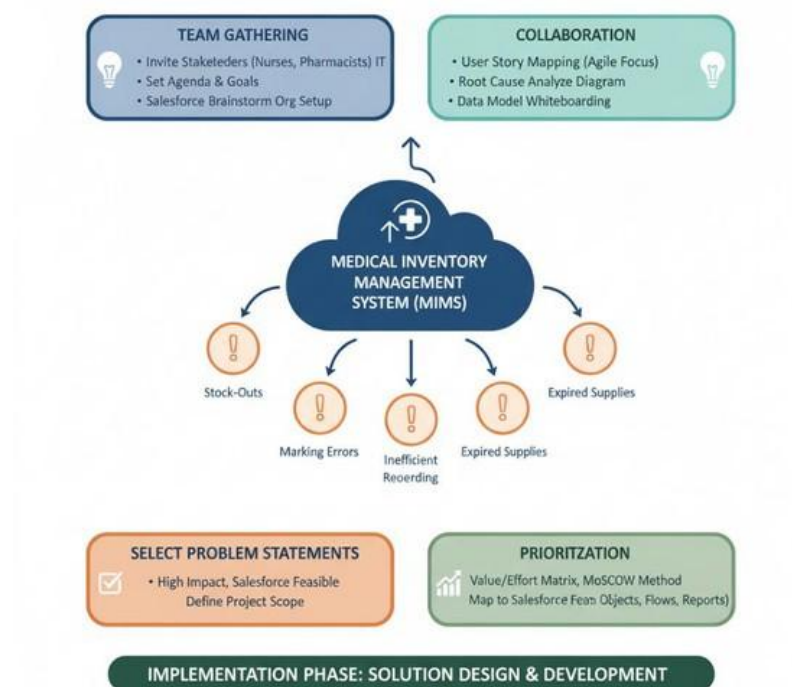 TEAM GATHERING
• Invite Staketeders (Nurses, Pharmacists) IT
• Set Agenda & Goals
• Salesforce Brainstorm Org Setup
COLLABORATION
• User Story Mapping (Agile Focus)
• Root Cause Analyze Diagram
• Data Model Whiteboarding
MEDICAL INVENTORY
MANAGEMENT
SYSTEM (MIMS)
Stock-Outs
Marking Errors
Inefficient
Reoerding
Expired Supplies
Expired Supplies
SELECT PROBLEM STATEMENTS
• High Impact, Salesforce Feasible
Define Project Scope
PRIORITZATION
Value/Effort Matrix, MoSCOW Method
Map to Salesforce Objects, Flows, Reports)
IMPLEMENTATION PHASE: SOLUTION DESIGN & DEVELOPMENT